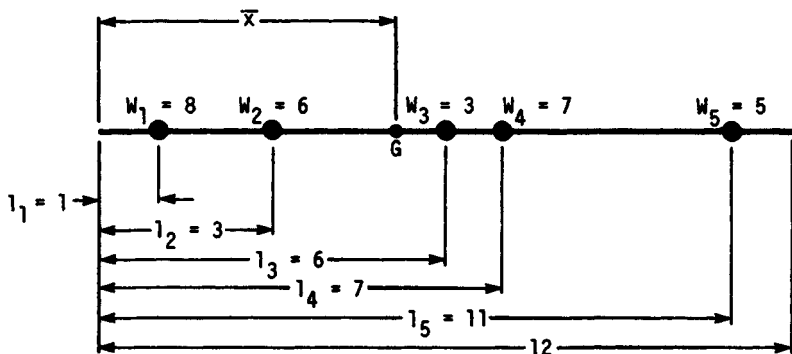 x̄
W₁ = 8 W₂ = 6 W₃ = 3 W₄ = 7 W₅ = 5
G
l₁ = 1
l₂ = 3
l₃ = 6
l₄ = 7
l₅ = 11
12